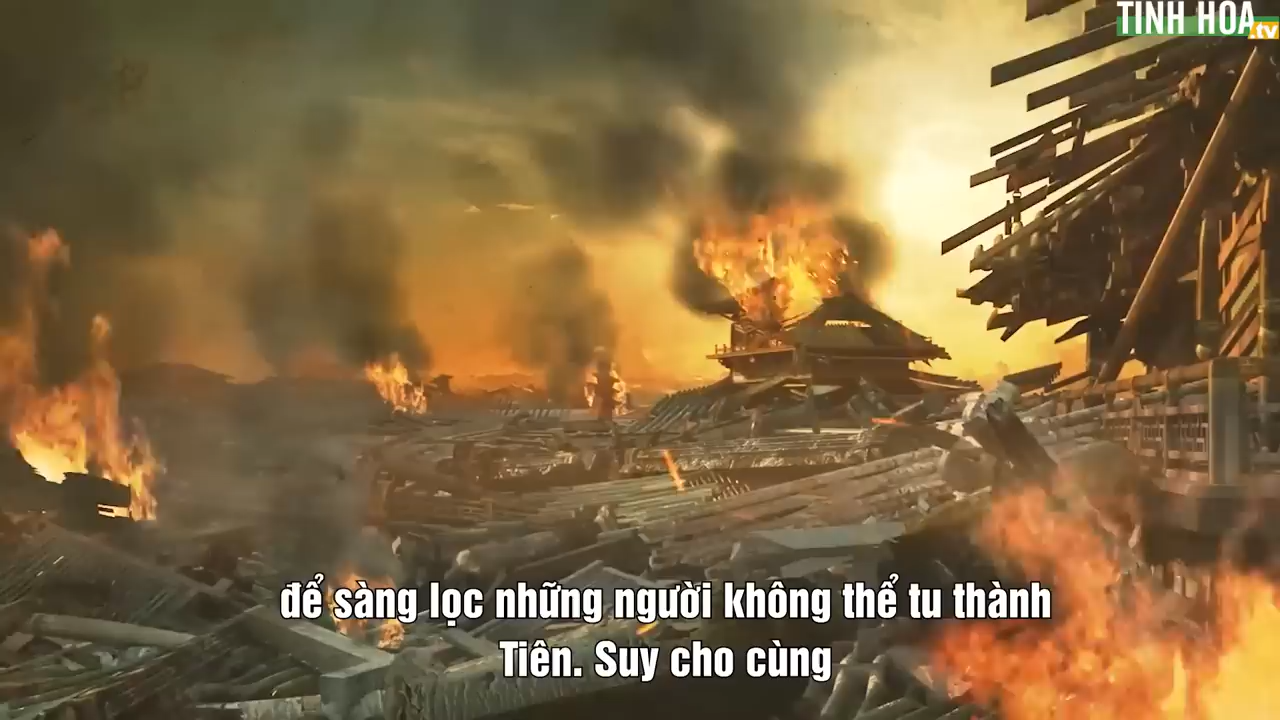 TINH HOA
.tv
để sàng lọc những người không thể tu thành
Tiên. Suy cho cùng